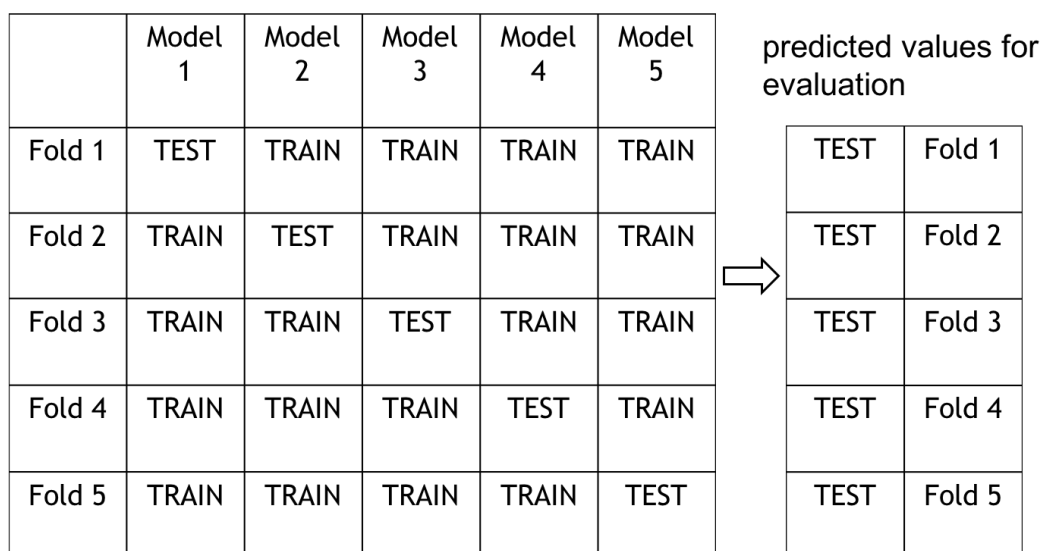 Model 1 Model 2 Model 3 Model 4 Model 5
predicted values for
evaluation
Fold 1 TEST TRAIN TRAIN TRAIN TRAIN
Fold 2 TRAIN TEST TRAIN TRAIN TRAIN
Fold 3 TRAIN TRAIN TEST TRAIN TRAIN
Fold 4 TRAIN TRAIN TRAIN TEST TRAIN
Fold 5 TRAIN TRAIN TRAIN TRAIN TEST
TEST Fold 1
TEST Fold 2
TEST Fold 3
TEST Fold 4
TEST Fold 5